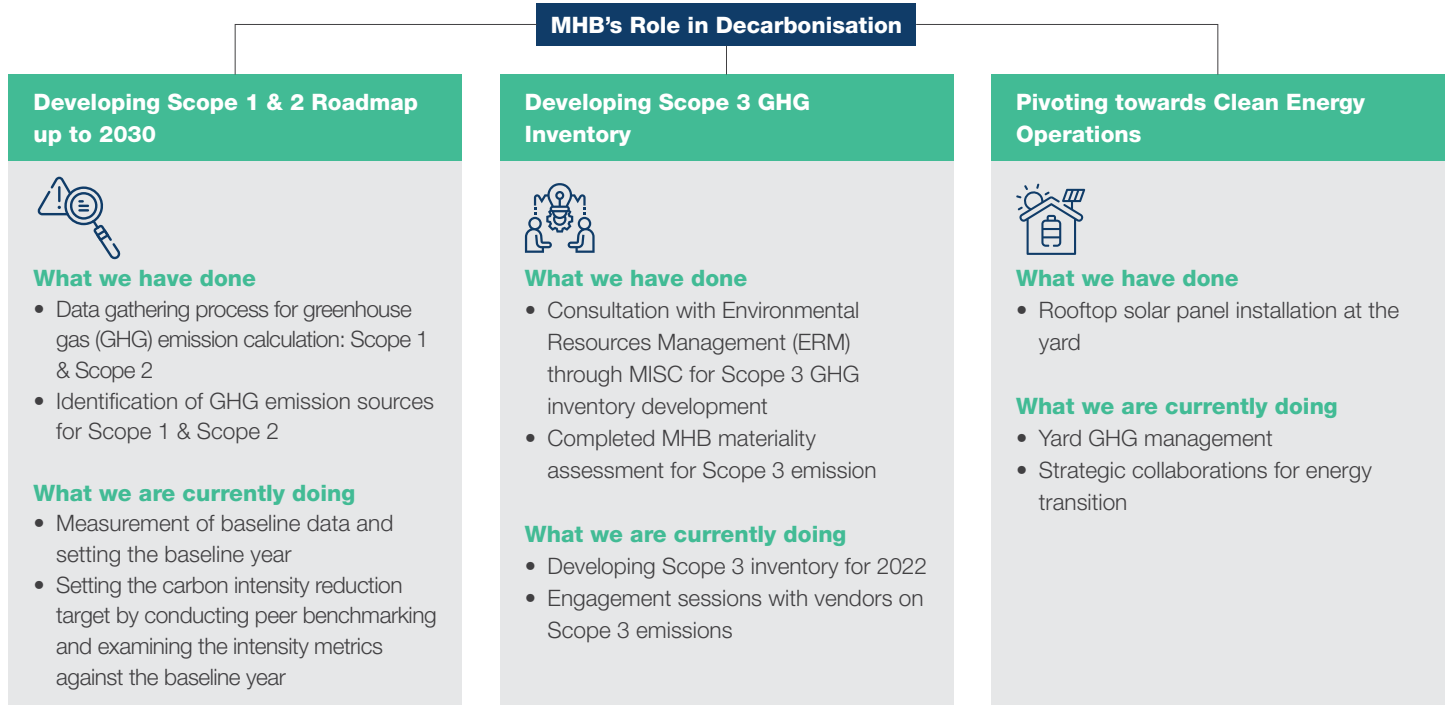 MHB's Role in Decarbonisation
Developing Scope 1 & 2 Roadmap
up to 2030
What we have done
• Data gathering process for greenhouse
gas (GHG) emission calculation: Scope 1
& Scope 2
• Identification of GHG emission sources
for Scope 1 & Scope 2
What we are currently doing
• Measurement of baseline data and
setting the baseline year
• Setting the carbon intensity reduction
target by conducting peer benchmarking
and examining the intensity metrics
against the baseline year
Developing Scope 3 GHG
Inventory
What we have done
• Consultation with Environmental
Resources Management (ERM)
through MISC for Scope 3 GHG
inventory development
• Completed MHB materiality
assessment for Scope 3 emission
What we are currently doing
• Developing Scope 3 inventory for 2022
• Engagement sessions with vendors on
Scope 3 emissions
Pivoting towards Clean Energy
Operations
What we have done
• Rooftop solar panel installation at the
yard
What we are currently doing
• Yard GHG management
• Strategic collaborations for energy
transition